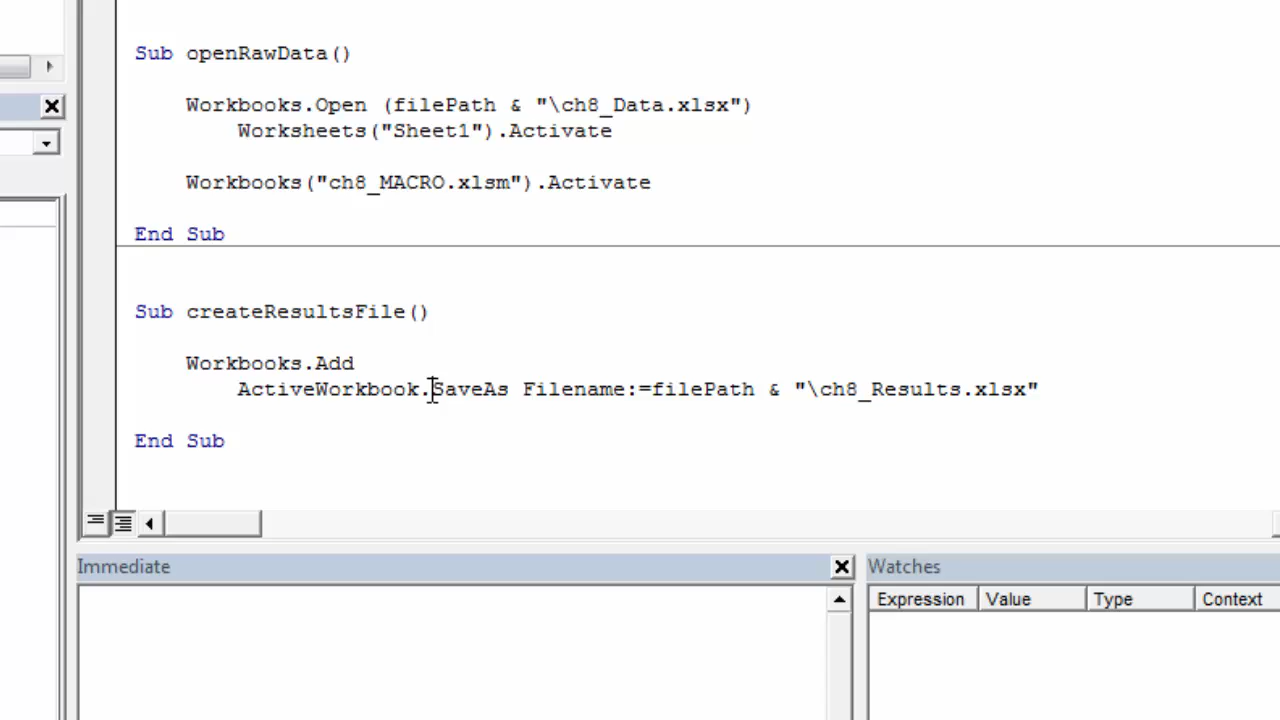 Sub openRawData()
Workbooks.Open (filePath & "\ch8_Data.xlsx")
Worksheets("Sheet1").Activate
Workbooks("ch8_MACRO.xlsm").Activate
End Sub
Sub createResultsFile()
Workbooks.Add
ActiveWorkbook.SaveAs Filename:=filePath & "\ch8_Results.xlsx"
End Sub
Immediate
Watches
Expression Value Type Context